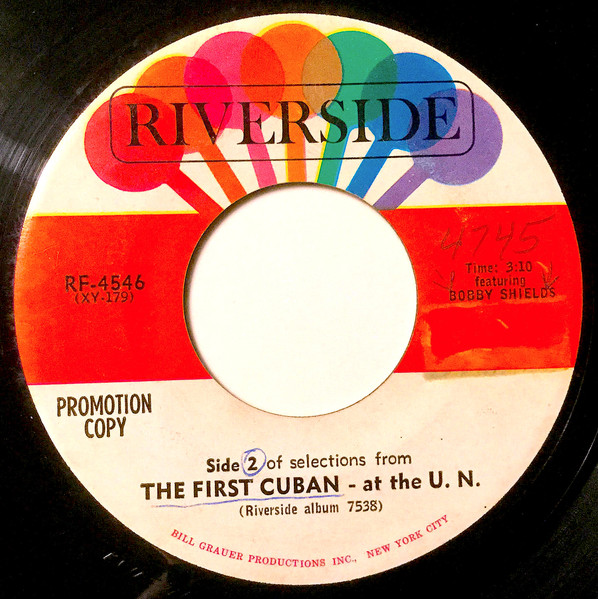 RIVERSIDE
4745
RF-4546
(XY-179)
Time: 3:10
featuring
BOBBY SHIELDS
PROMOTION
COPY
Side 2 of selections from
THE FIRST CUBAN - at the U. N.
(Riverside album 7538)
BILL GRAUER PRODUCTIONS INC., NEW YORK CITY